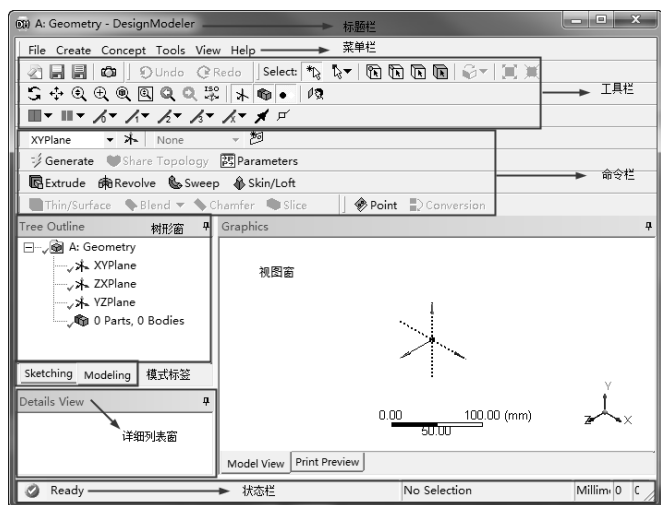 A: Geometry - DesignModeler 标题栏
File Create Concept Tools View Help 菜单栏
Undo Redo Select:
工具栏
ISO
XYPlane None
Generate Share Topology Parameters
命令栏
Extrude Revolve Sweep Skin/Loft
Thin/Surface Blend Chamfer Slice Point Conversion
Tree Outline 树形窗 Graphics
A: Geometry
XYPlane
视图窗
ZXPlane
YZPlane
0 Parts, 0 Bodies
Sketching Modeling 模式标签
Details View
Y
0.00 100.00 (mm)
Z X
50.00
详细列表窗
Model View Print Preview
Ready 状态栏 No Selection Millim 0